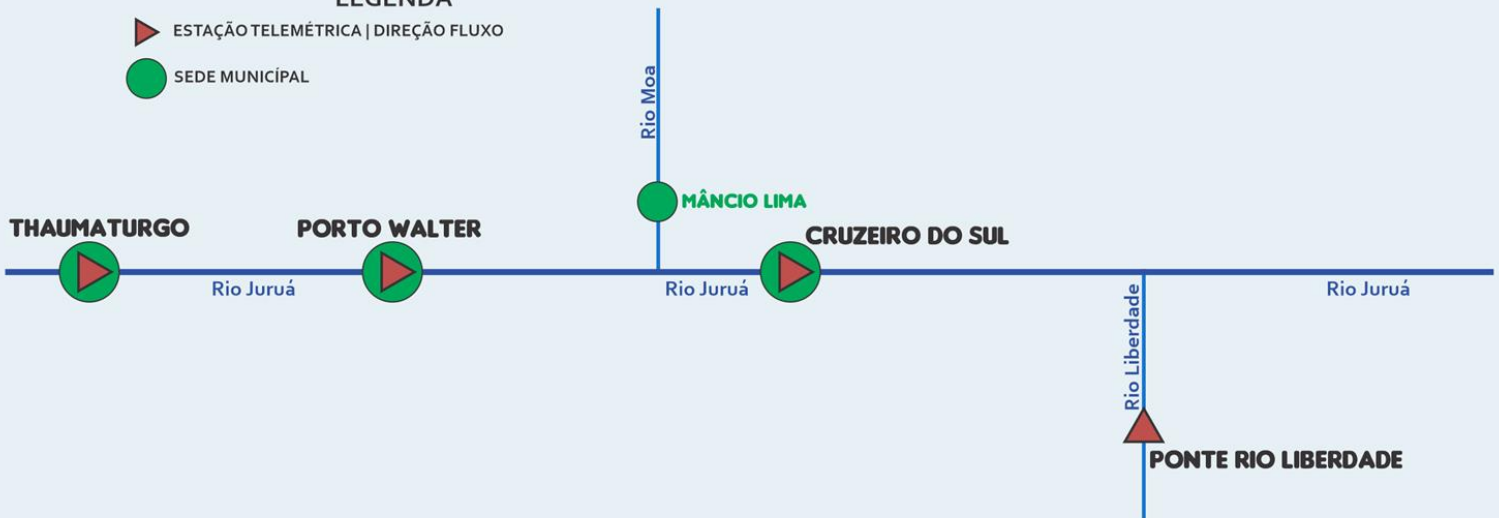 LEGENDA
ESTAÇÃO TELEMÉTRICA | DIREÇÃO FLUXO
SEDE MUNICÍPAL
Rio Moa
MÂNCIO LIMA
THAUMATURGO
PORTO WALTER
CRUZEIRO DO SUL
Rio Juruá
Rio Juruá
Rio Juruá
Rio Liberdade
PONTE RIO LIBERDADE